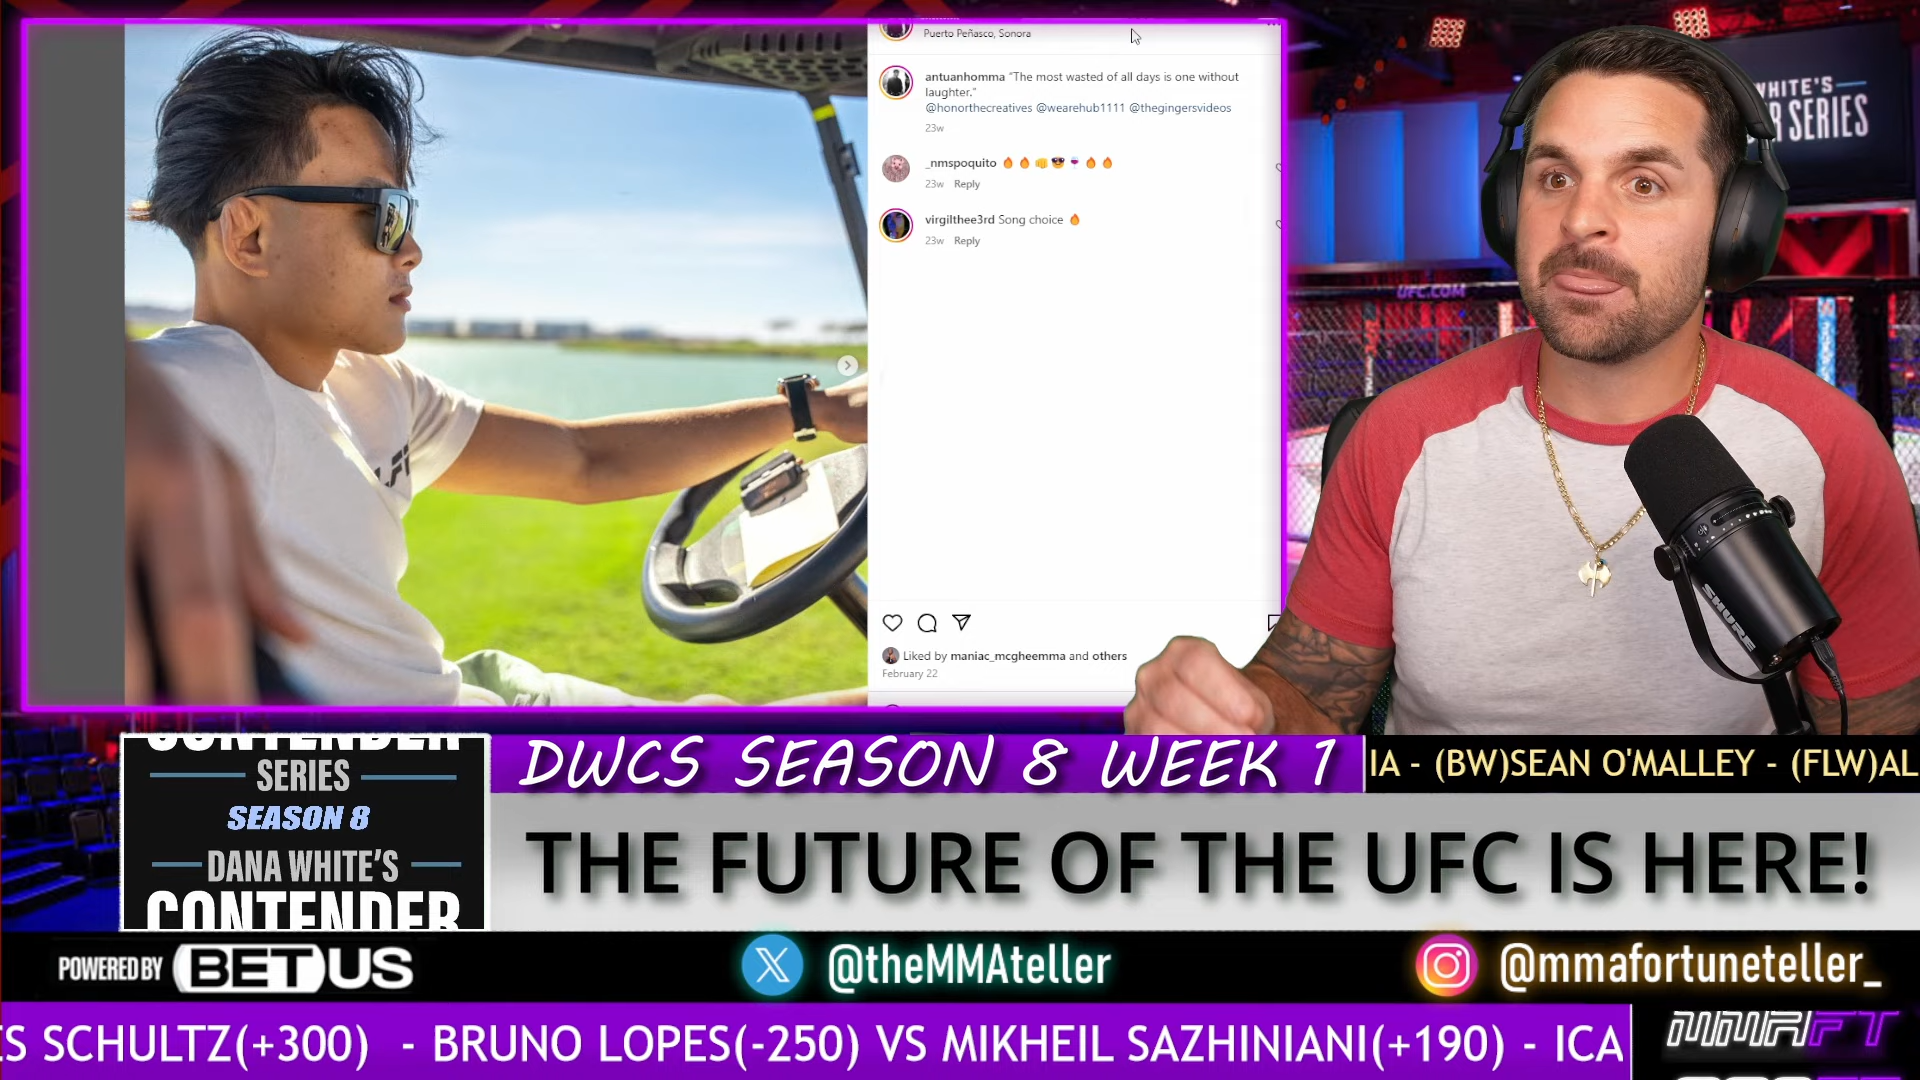 Puerto Peñasco, Sonora
antuanhomma "The most wasted of all days is one without
laughter."
@honorthecreatives @wearehub1111 @thegingersvideos
23w
_nmspoquito 🔥🔥👊😎🍷🔥🔥
23w Reply
virgilthee3rd Song choice 🔥
23w Reply
Liked by maniac_mcgheemma and others
February 22
WHITE'S
R SERIES
UFC.COM
SHURE
CONTENDER
SERIES
SEASON 8
DANA WHITE'S
CONTENDER
DWCS SEASON 8 WEEK 1
IA - (BW)SEAN O'MALLEY - (FLW)AL
THE FUTURE OF THE UFC IS HERE!
POWERED BY BETUS
@theMMAteller
@mmafortuneteller_
ES SCHULTZ(+300) - BRUNO LOPES(-250) VS MIKHEIL SAZHINIANI(+190) - ICA
MMAFT